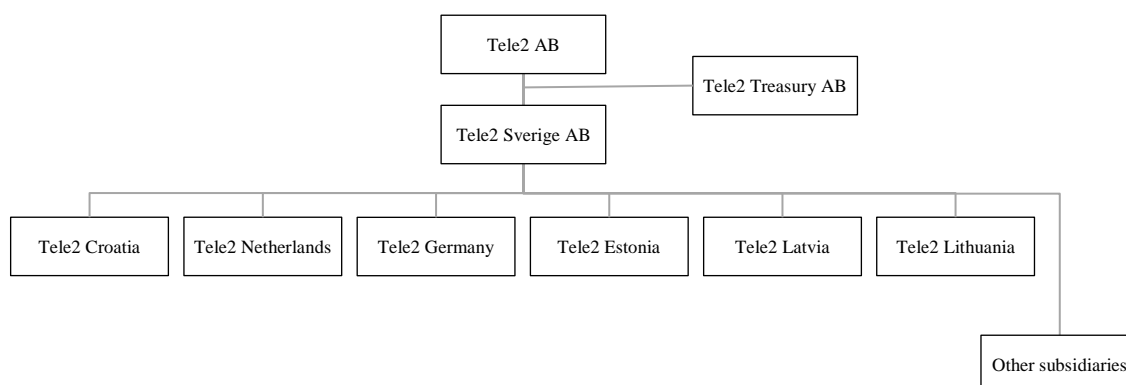 Tele2 AB
Tele2 Treasury AB
Tele2 Sverige AB
Tele2 Croatia
Tele2 Netherlands
Tele2 Germany
Tele2 Estonia
Tele2 Latvia
Tele2 Lithuania
Other subsidiaries